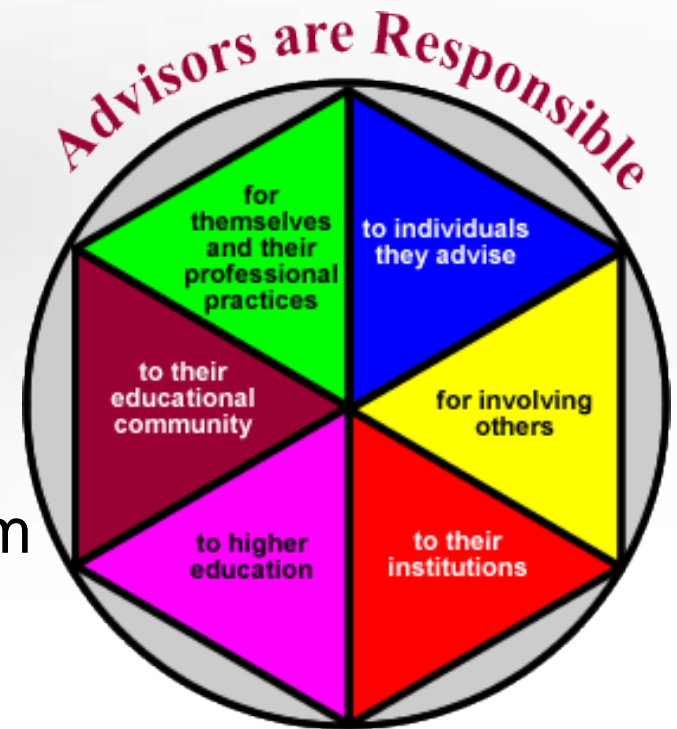 Advisors are Responsible
for
themselves
and their
professional
practices
to individuals
they advise
to their
educational
community
for involving
others
m
to higher
education
to their
institutions